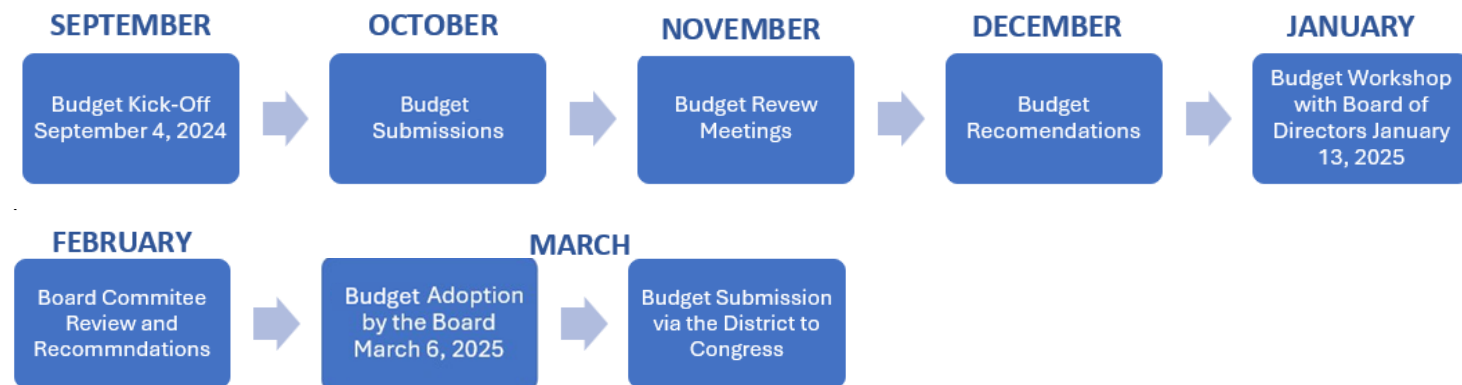 SEPTEMBER
Budget Kick-Off
September 4, 2024
OCTOBER
Budget
Submissions
NOVEMBER
Budget Revew
Meetings
DECEMBER
Budget
Recomendations
JANUARY
Budget Workshop
with Board of
Directors January
13, 2025
FEBRUARY
Board Commitee
Review and
Recommndations
MARCH
Budget Adoption
by the Board
March 6, 2025
Budget Submission
via the District to
Congress